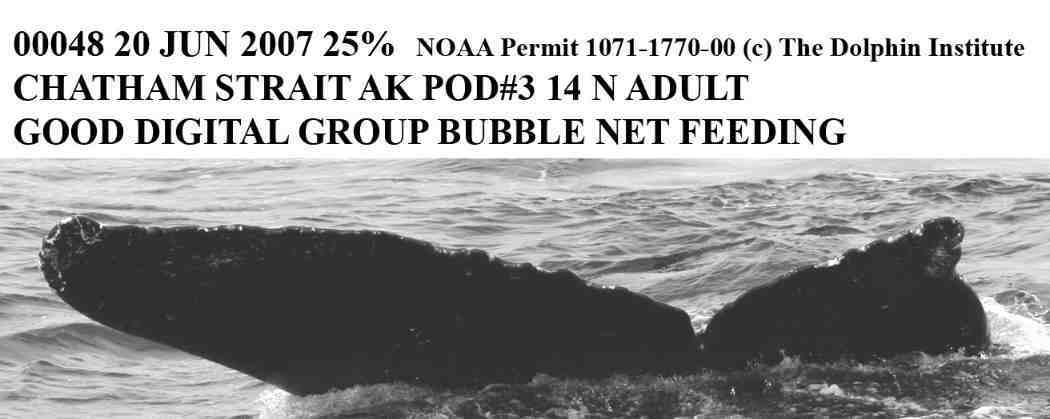 00048 20 JUN 2007 25% NOAA Permit 1071-1770-00 (c) The Dolphin Institute
CHATHAM STRAIT AK POD#3 14 N ADULT
GOOD DIGITAL GROUP BUBBLE NET FEEDING